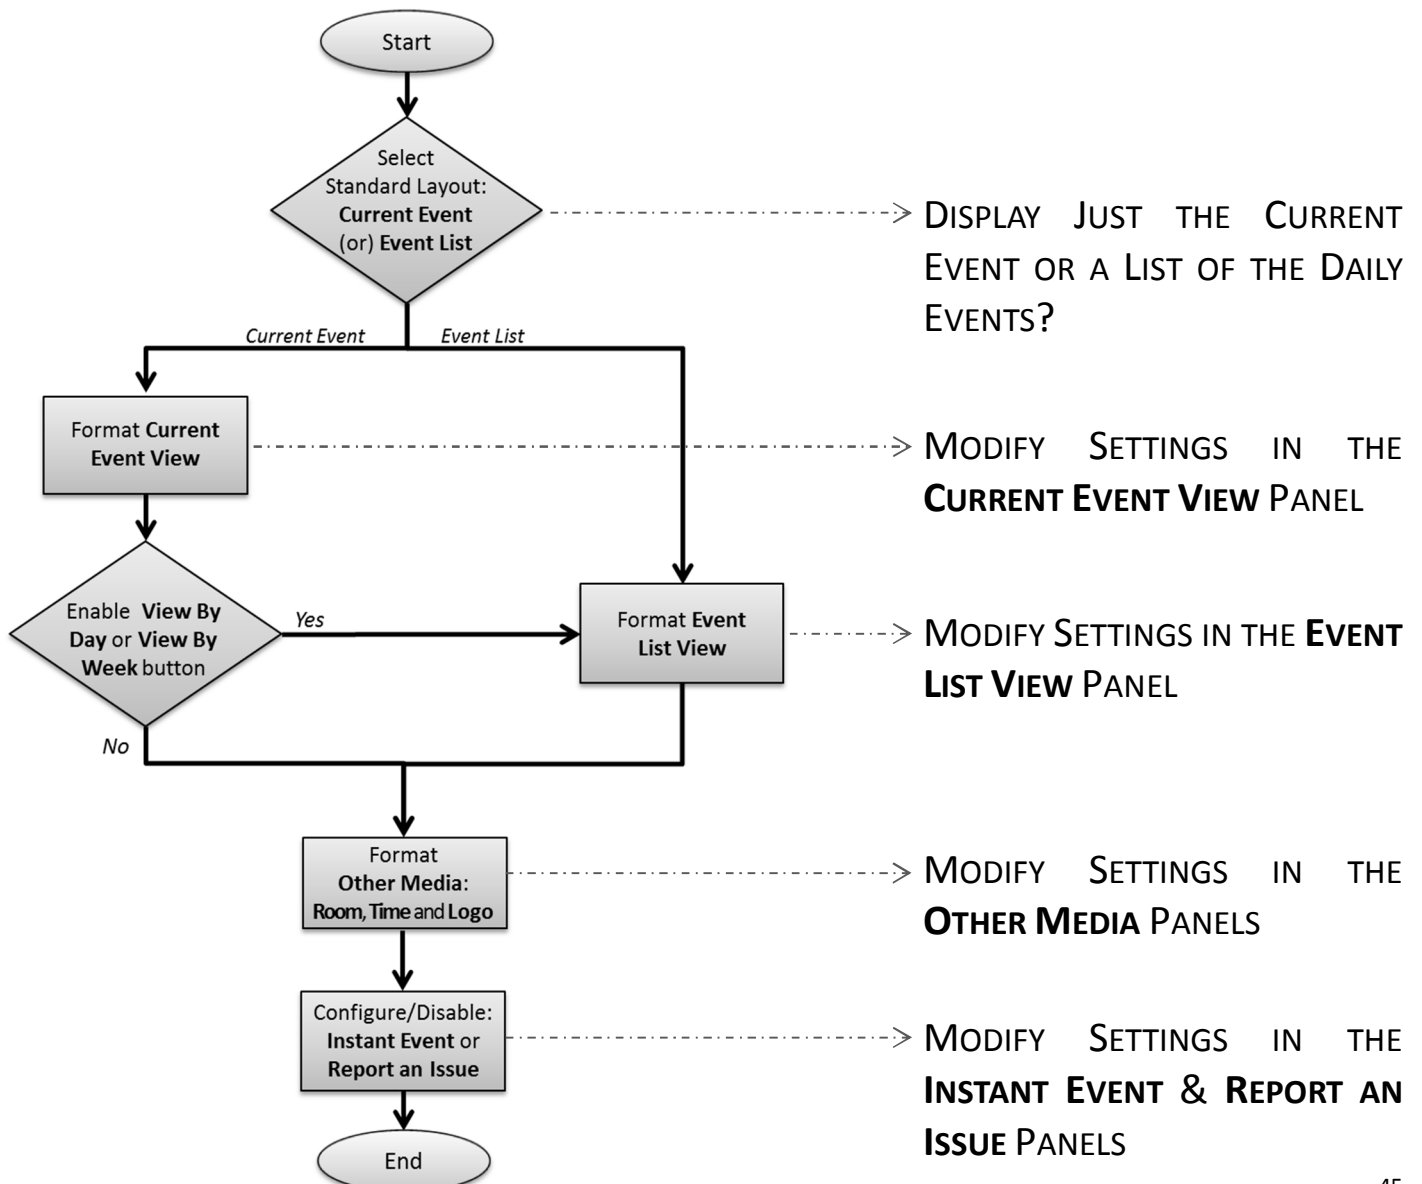 Start
Select
Standard Layout:
Current Event
(or) Event List
DISPLAY JUST THE CURRENT
EVENT OR A LIST OF THE DAILY
EVENTS?
Current Event
Event List
Format Current
Event View
MODIFY SETTINGS IN THE
CURRENT EVENT VIEW PANEL
Enable View By
Day or View By
Week button
Yes
Format Event
List View
MODIFY SETTINGS IN THE EVENT
LIST VIEW PANEL
No
Format
Other Media:
Room, Time and Logo
MODIFY SETTINGS IN THE
OTHER MEDIA PANELS
Configure/Disable:
Instant Event or
Report an Issue
MODIFY SETTINGS IN THE
INSTANT EVENT & REPORT AN
ISSUE PANELS
End